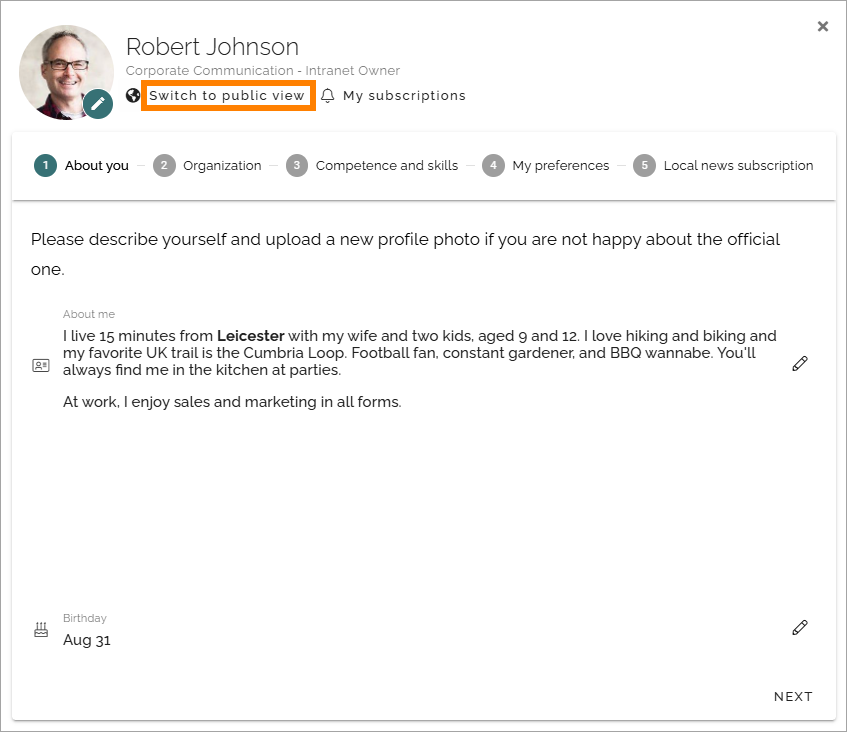 Robert Johnson
Corporate Communication - Intranet Owner
Switch to public view My subscriptions
1 About you 2 Organization 3 Competence and skills 4 My preferences 5 Local news subscription
Please describe yourself and upload a new profile photo if you are not happy about the official
one.
About me
I live 15 minutes from Leicester with my wife and two kids, aged 9 and 12. I love hiking and biking and
my favorite UK trail is the Cumbria Loop. Football fan, constant gardener, and BBQ wannabe. You'll
always find me in the kitchen at parties.
At work, I enjoy sales and marketing in all forms.
Birthday
Aug 31
NEXT